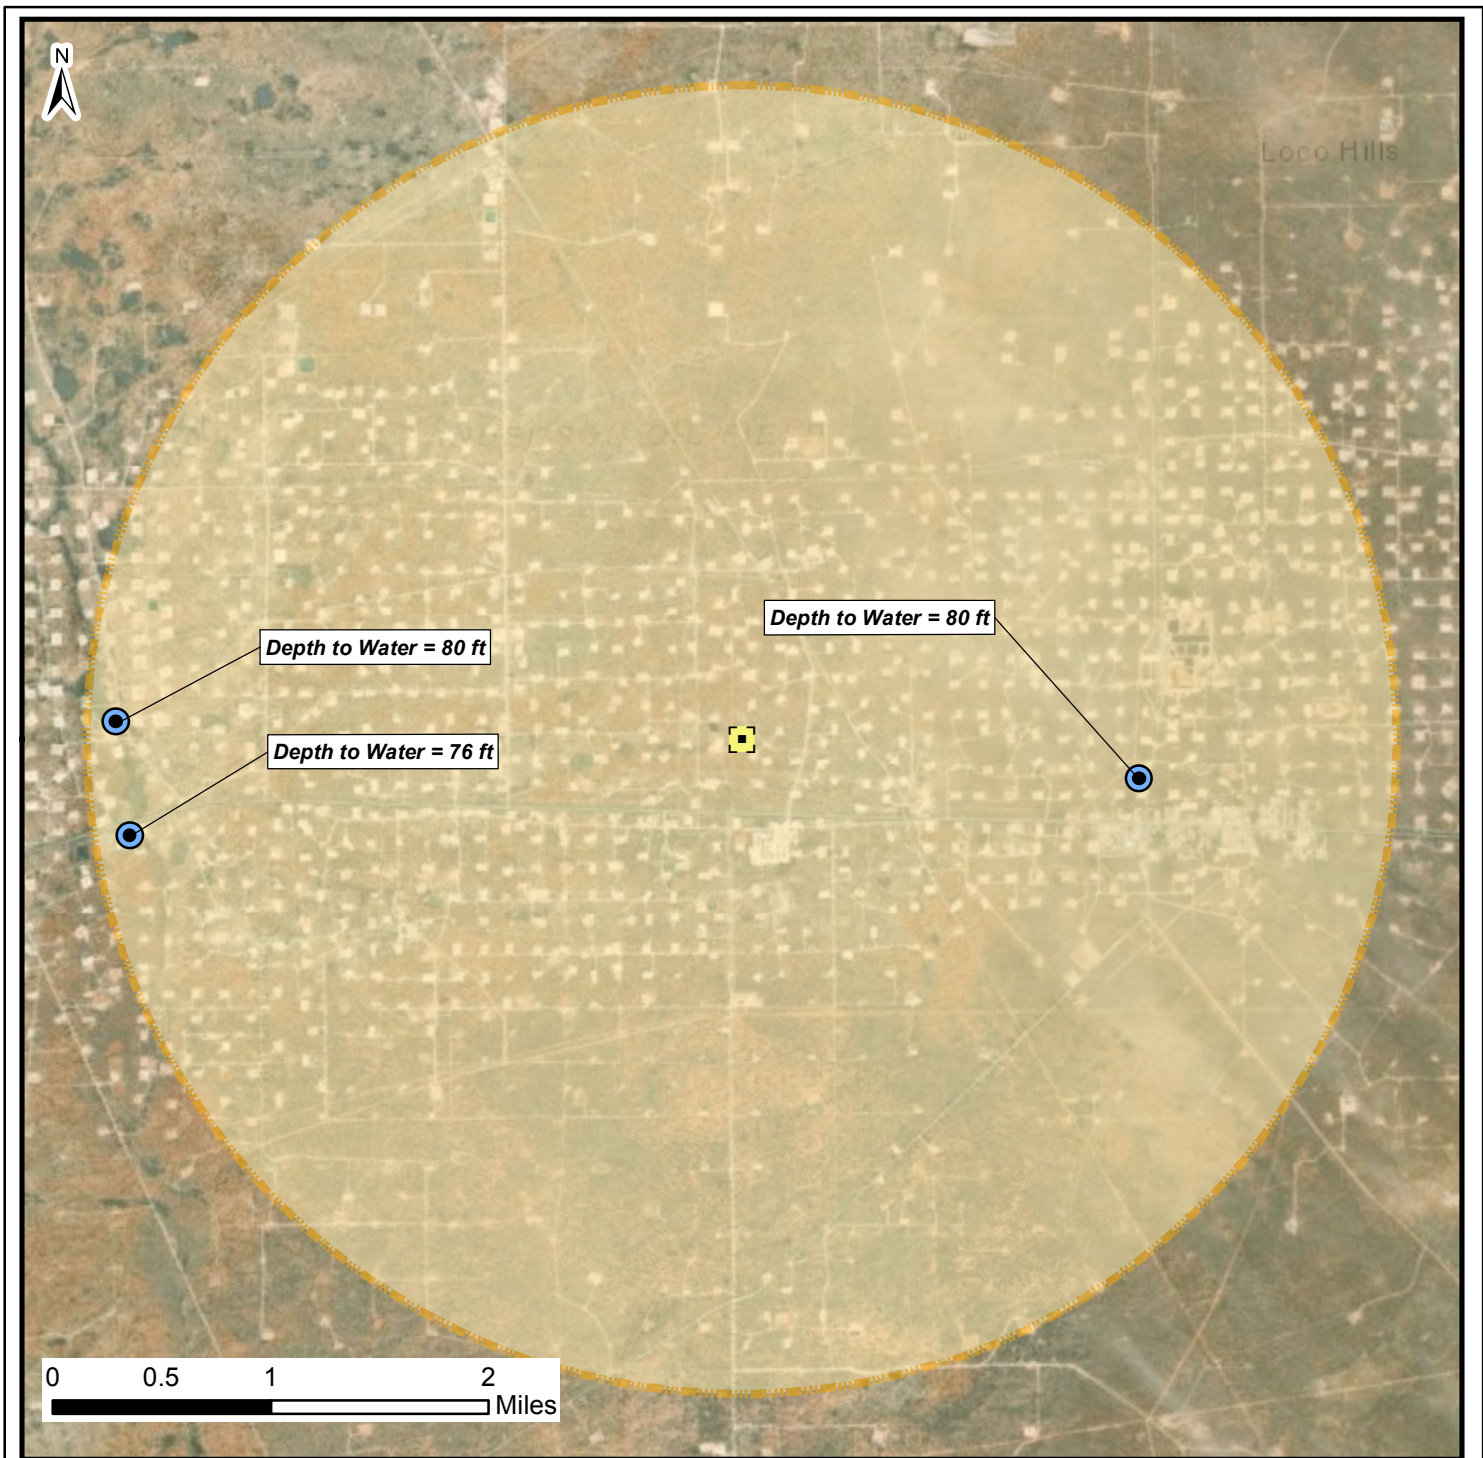 N
Loco Hills
Depth to Water = 80 ft
Depth to Water = 80 ft
Depth to Water = 76 ft
0 0.5 1 2
Miles